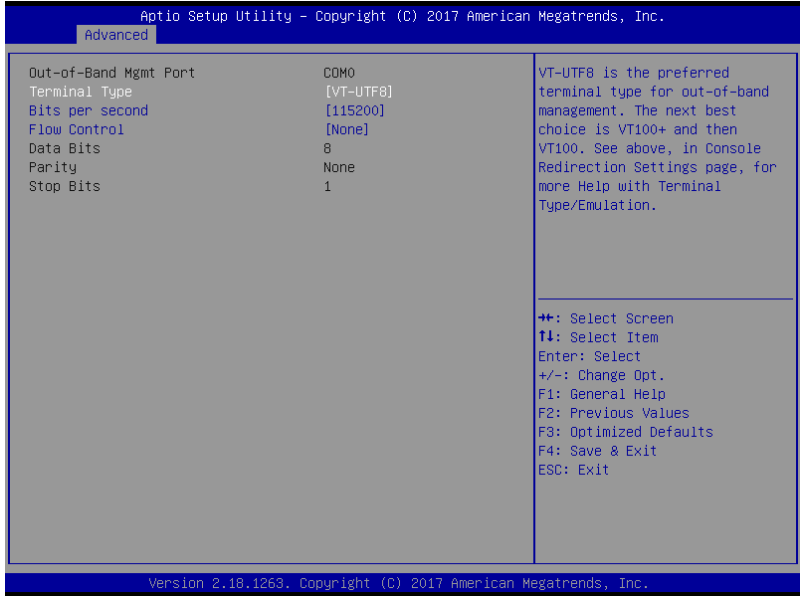 Aptio Setup Utility – Copyright (C) 2017 American Megatrends, Inc.
Advanced
Out-of-Band Mgmt Port COM0
Terminal Type [VT-UTF8]
Bits per second [115200]
Flow Control [None]
Data Bits 8
Parity None
Stop Bits 1
VT-UTF8 is the preferred
terminal type for out-of-band
management. The next best
choice is VT100+ and then
VT100. See above, in Console
Redirection Settings page, for
more Help with Terminal
Type/Emulation.
→←: Select Screen
↑↓: Select Item
Enter: Select
+/-: Change Opt.
F1: General Help
F2: Previous Values
F3: Optimized Defaults
F4: Save & Exit
ESC: Exit
Version 2.18.1263. Copyright (C) 2017 American Megatrends, Inc.